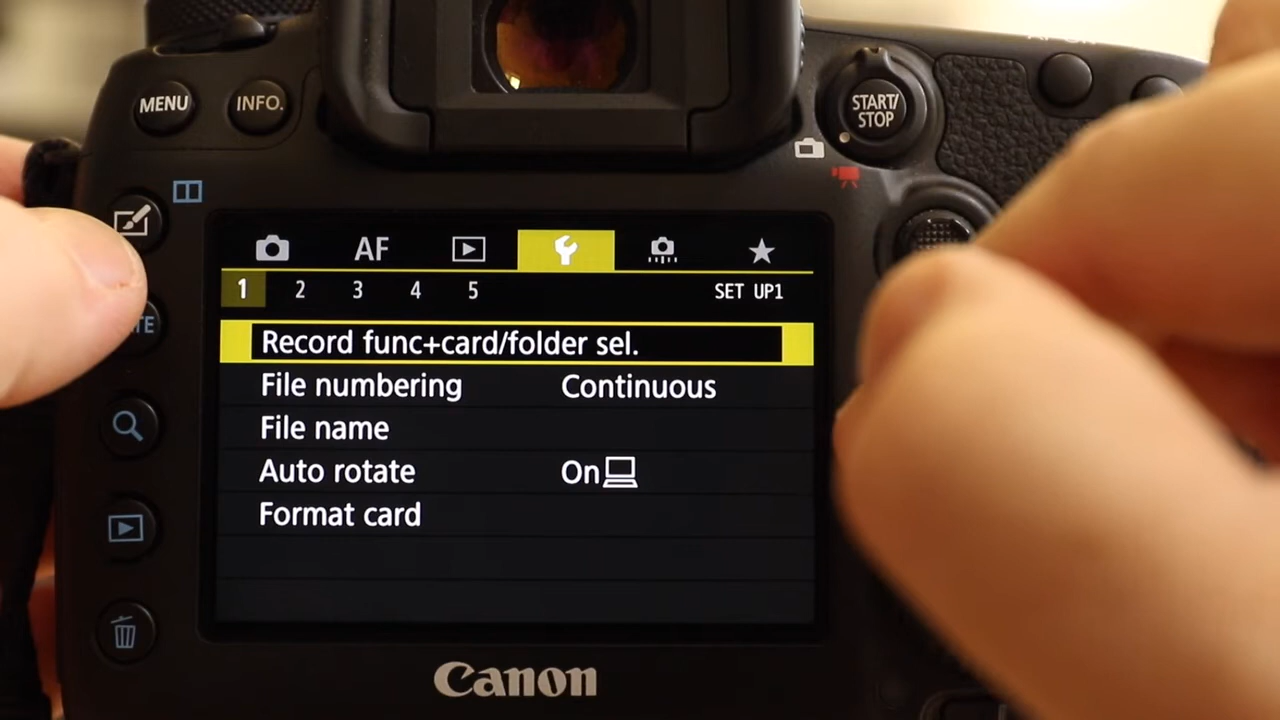 MENU
INFO.
START/
STOP
AF
1 2 3 4 5 SET UP1
Record func+card/folder sel.
File numbering Continuous
File name
Auto rotate On
Format card
Canon